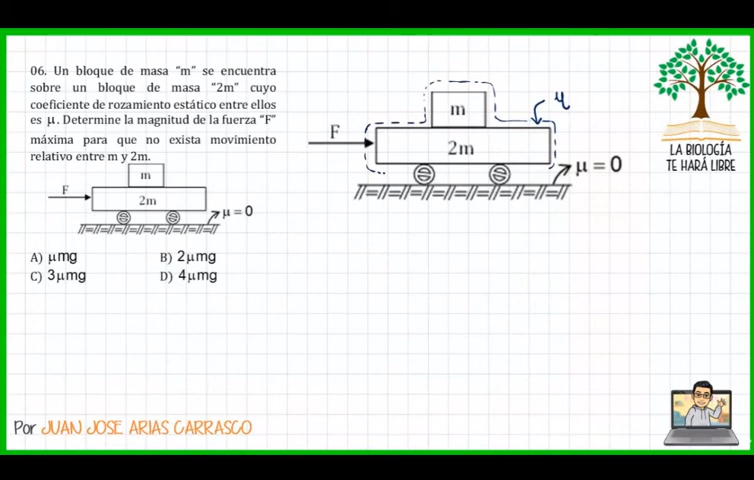 06. Un bloque de masa "m" se encuentra
sobre un bloque de masa "2m" cuyo
coeficiente de rozamiento estático entre ellos
es μ. Determine la magnitud de la fuerza "F"
máxima para que no exista movimiento
relativo entre m y 2m.
m
F
2m
μ = 0
A) μmg
B) 2μmg
C) 3μmg
D) 4μmg
m
μ
F
2m
μ = 0
LA BIOLOGÍA
TE HARÁ LIBRE
Por JUAN JOSE ARIAS CARRASCO